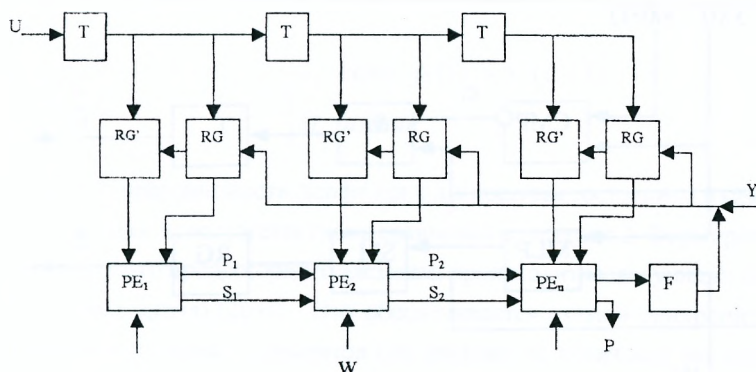 U T T T
RG' RG RG' RG RG' RG
Y
P₁ P₂
PE₁ PE₂ PEₙ F
S₁ S₂
W P